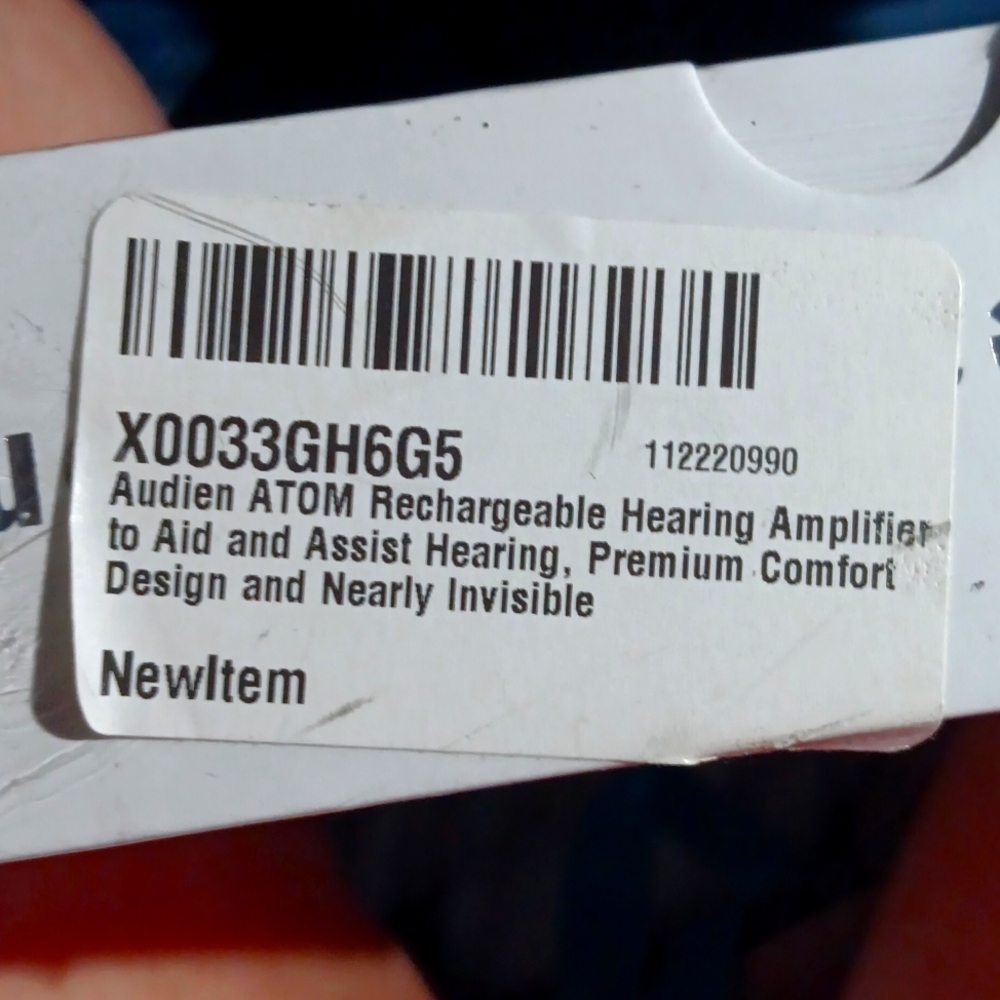 X0033GH6G5
112220990
Audien ATOM Rechargeable Hearing Amplifier
to Aid and Assist Hearing, Premium Comfort
Design and Nearly Invisible
NewItem